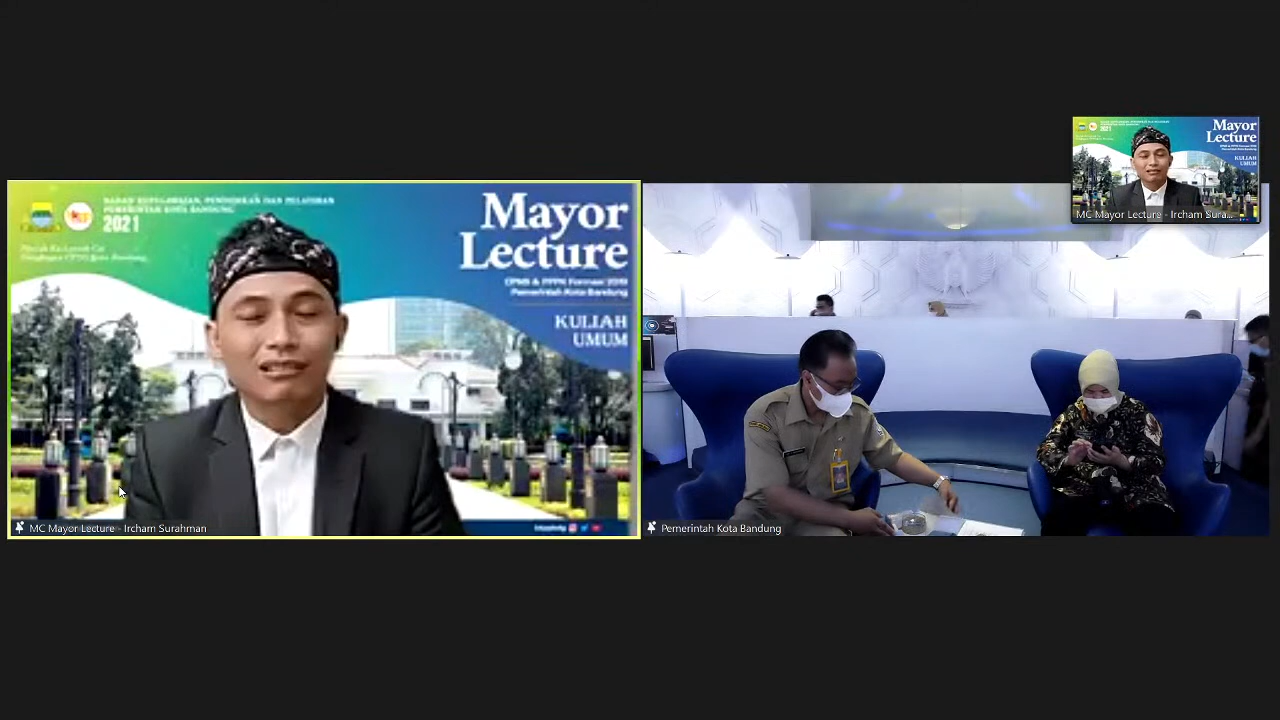 BADAN KEPEGAWAIAN, PENDIDIKAN DAN PELATIHAN
PEMERINTAH KOTA BANDUNG
2021
Mayor
Lecture
CPNS & PPPK Formasi 2019
Pemerintah Kota Bandung
KULIAH
UMUM
MC Mayor Lecture - Ircham Surahman
Pemerintah Kota Bandung
Mayor
Lecture
KULIAH
UMUM
2021
MC Mayor Lecture - Ircham Sura...